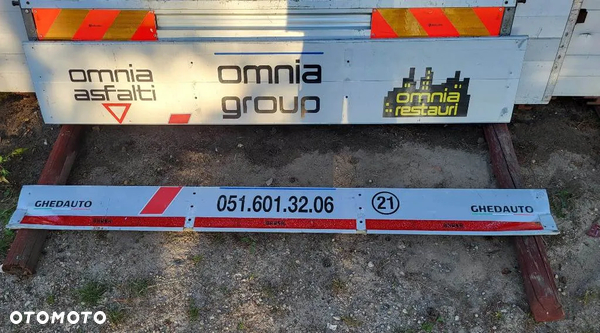 omnia
asfalti
omnia
group
omnia
restauri
GHEDAUTO
051.601.32.06
21
GHEDAUTO
OTOMOTO